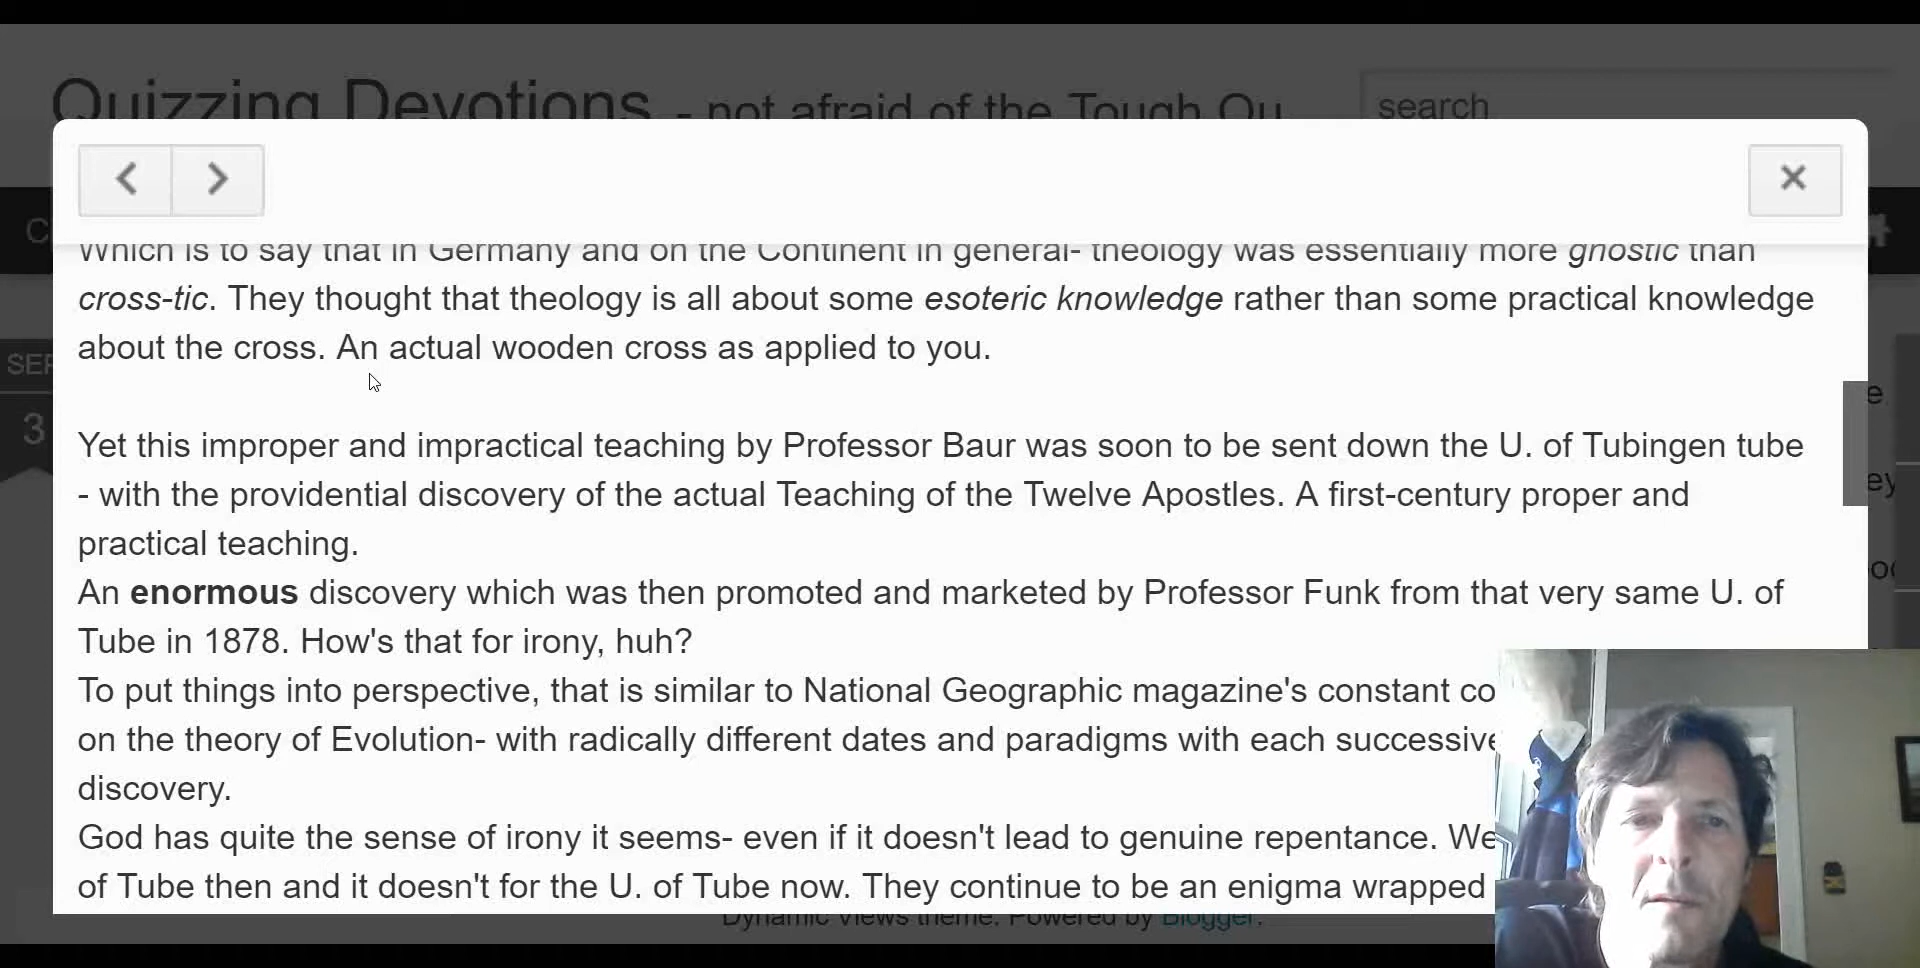 Quizzing Devotions - not afraid of the Tough Qu
search
Which is to say that in Germany and on the Continent in general- theology was essentially more gnostic than
cross-tic. They thought that theology is all about some esoteric knowledge rather than some practical knowledge
about the cross. An actual wooden cross as applied to you.
SEP
3
Yet this improper and impractical teaching by Professor Baur was soon to be sent down the U. of Tubingen tube
- with the providential discovery of the actual Teaching of the Twelve Apostles. A first-century proper and
practical teaching.
An enormous discovery which was then promoted and marketed by Professor Funk from that very same U. of
Tube in 1878. How's that for irony, huh?
To put things into perspective, that is similar to National Geographic magazine's constant co
on the theory of Evolution- with radically different dates and paradigms with each successive
discovery.
God has quite the sense of irony it seems- even if it doesn't lead to genuine repentance. We
of Tube then and it doesn't for the U. of Tube now. They continue to be an enigma wrapped
Dynamic Views theme. Powered by Blogger.